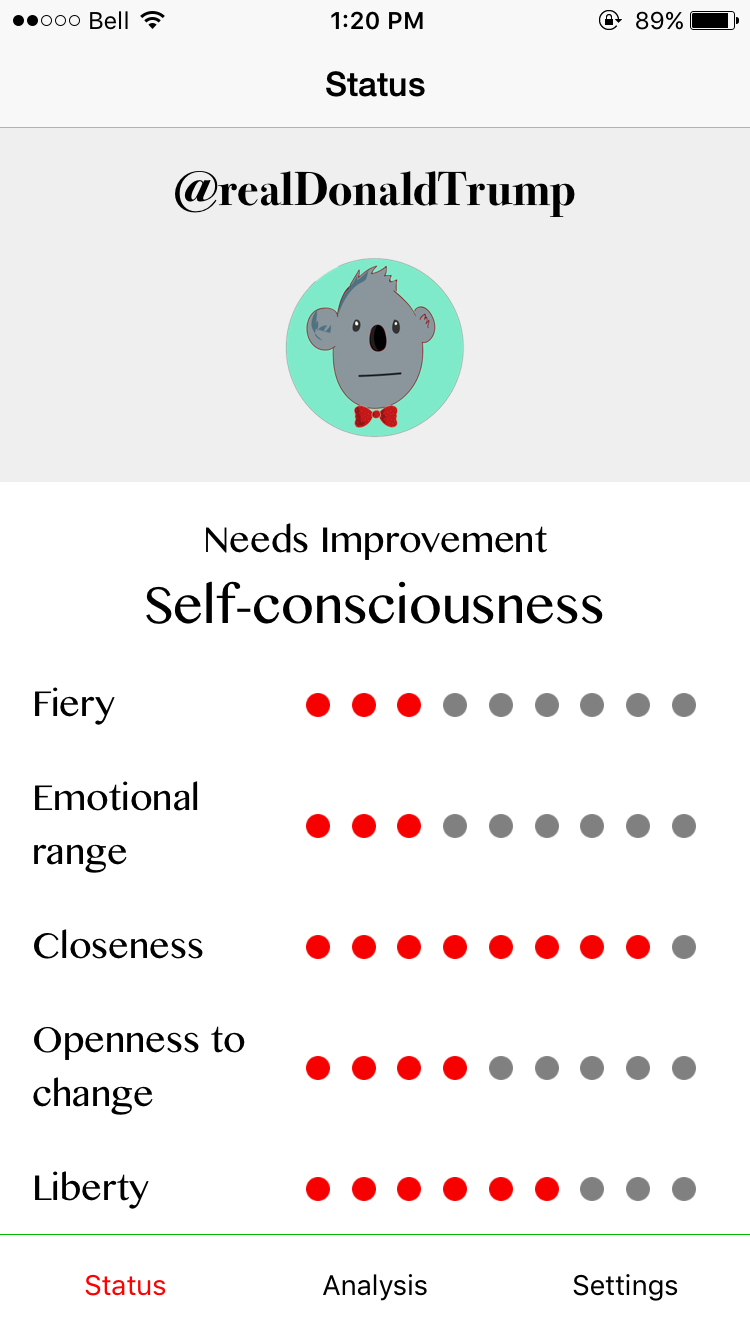 Bell 1:20 PM 89%
Status
@realDonaldTrump
Needs Improvement
Self-consciousness
Fiery
Emotional
range
Closeness
Openness to
change
Liberty
Status Analysis Settings